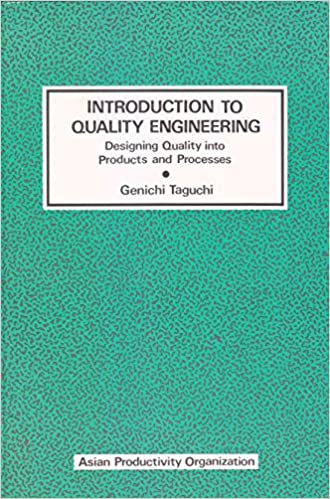 INTRODUCTION TO
QUALITY ENGINEERING
Designing Quality into
Products and Processes
●
Genichi Taguchi
Asian Productivity Organization